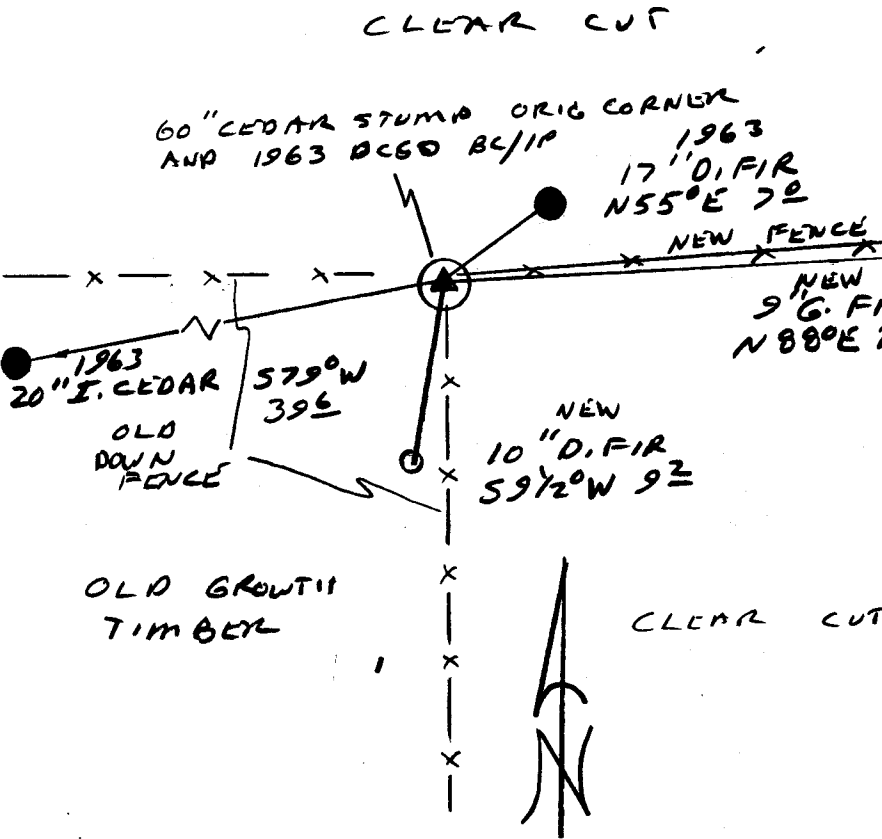 CLEAR CUT
60" CEDAR STUMP ORIG CORNER
AND 1963 DCSO BC/IP
1963
17" D. FIR
N55°E 7⁰
NEW FENCE
NEW
9" G. FI
N 88°E
1963
20" I. CEDAR
S79°W
39⁶
OLD
DOWN
FENCE
NEW
10" D. FIR
S9½°W 9²
OLD GROWTH
TIMBER
CLEAR CUT
N